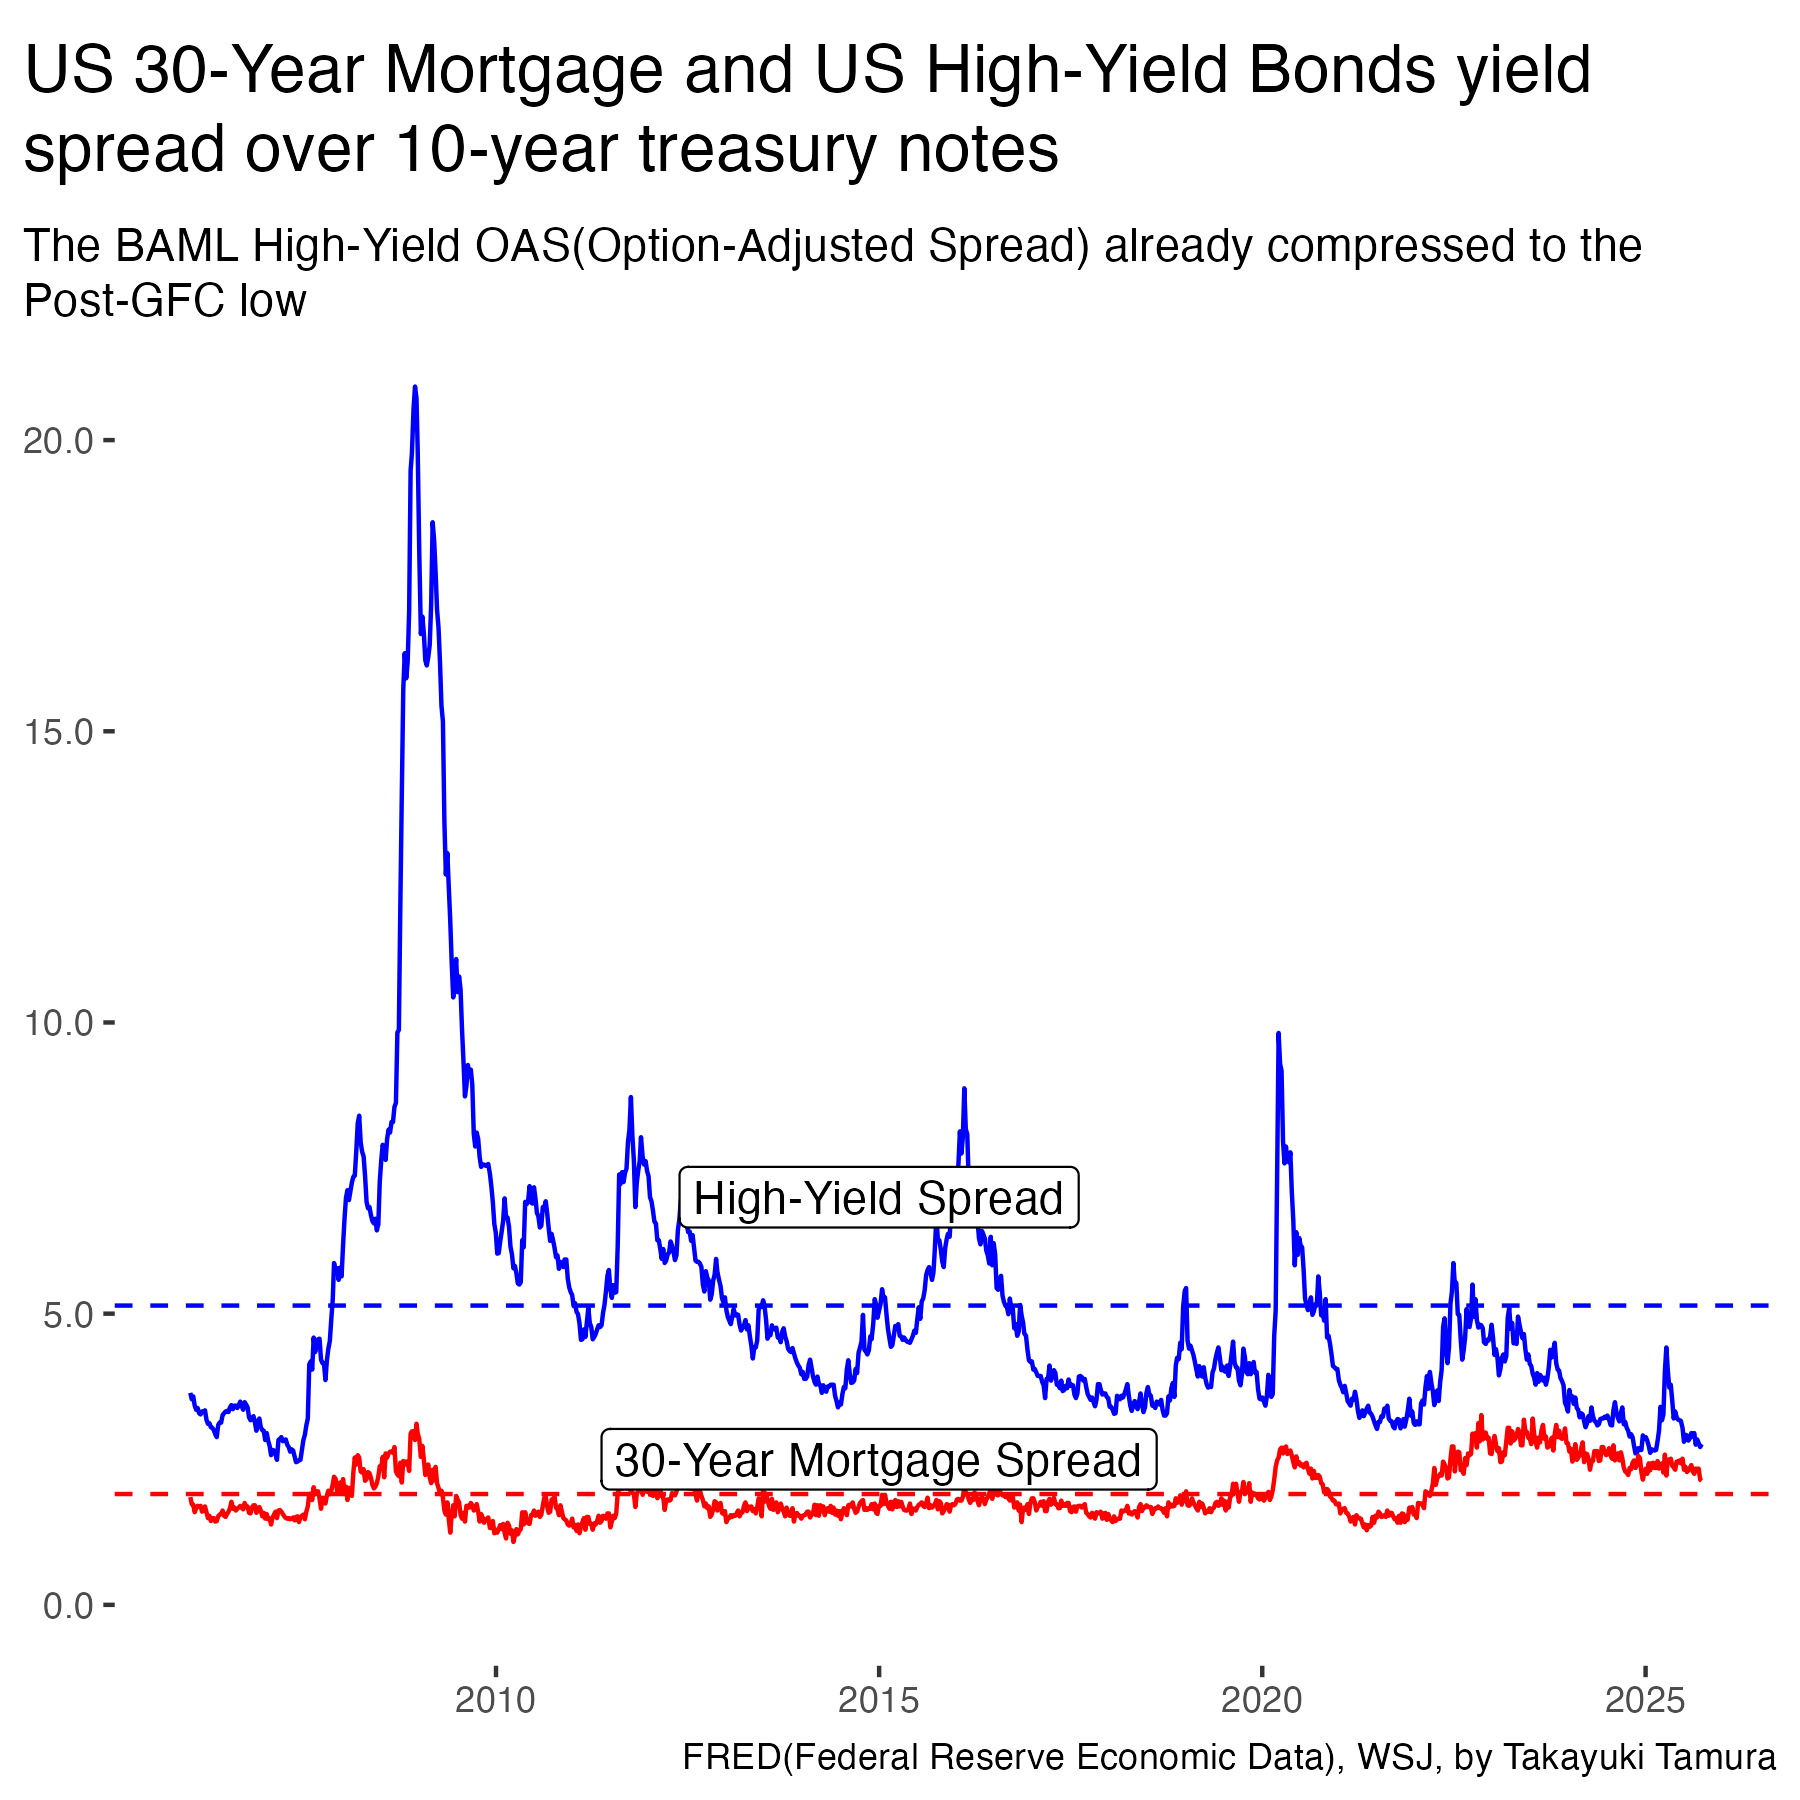 US 30-Year Mortgage and US High-Yield Bonds yield
spread over 10-year treasury notes
The BAML High-Yield OAS(Option-Adjusted Spread) already compressed to the
Post-GFC low
20.0
15.0
10.0
High-Yield Spread
5.0
30-Year Mortgage Spread
0.0
2010 2015 2020 2025
FRED(Federal Reserve Economic Data), WSJ, by Takayuki Tamura